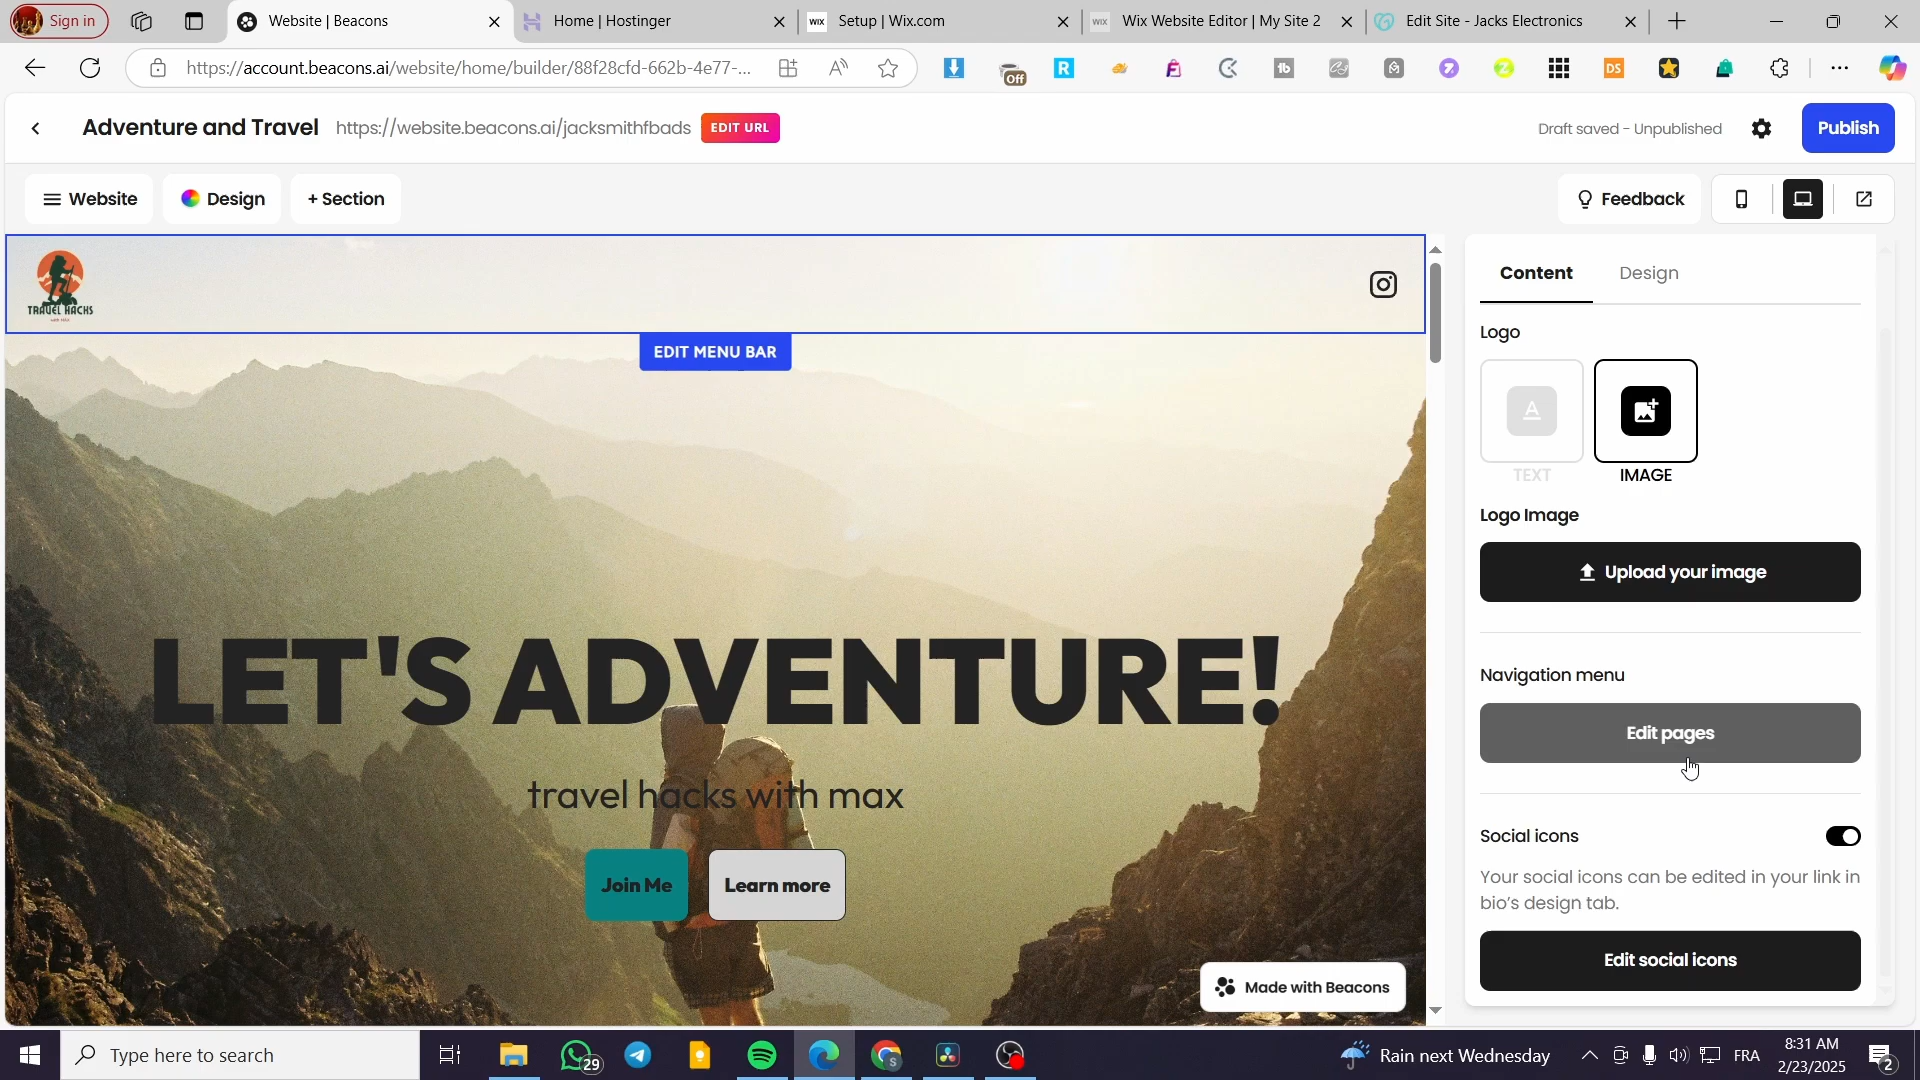 Sign in
Website | Beacons
Home | Hostinger
WIX Setup | Wix.com
WIX Wix Website Editor | My Site 2
Edit Site - Jacks Electronics
https://account.beacons.ai/website/home/builder/88f28cfd-662b-4e77-...
Off
Adventure and Travel https://website.beacons.ai/jacksmithfbads EDIT URL
Draft saved - Unpublished
Publish
Website
Design
+ Section
Feedback
TRAVEL HACKS
EDIT MENU BAR
LET'S ADVENTURE!
travel hacks with max
Join Me
Learn more
Made with Beacons
Content
Design
Logo
TEXT
IMAGE
Logo Image
Upload your image
Navigation menu
Edit pages
Social icons
Your social icons can be edited in your link in
bio's design tab.
Edit social icons
Type here to search
29
Rain next Wednesday
FRA
8:31 AM
2/23/2025
2